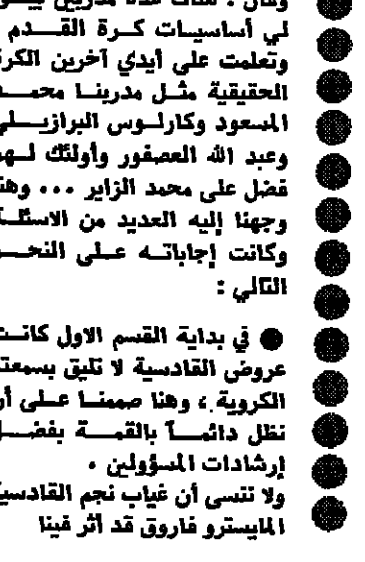 لي أساسيات كرة القدم
وتعلمت على أيدي آخرين الكرة
الحقيقية مثل مدربنا محمد
المسعود وكارلوس البرازيلي
وعبد الله العصفور وأولئك لهم
فضل على محمد الزاير ... وهنا
وجهنا إليه العديد من الاسئلة
وكانت إجاباته على النحو
التالي :
● في بداية القسم الاول كانت
عروض القادسية لا تليق بسمعته
الكروية ، وهنا صممنا على أن
نظل دائماً بالقمة بفضل
إرشادات المسؤولين .
ولا ننسى أن غياب نجم القادسية
المايسترو فاروق قد أثر فينا